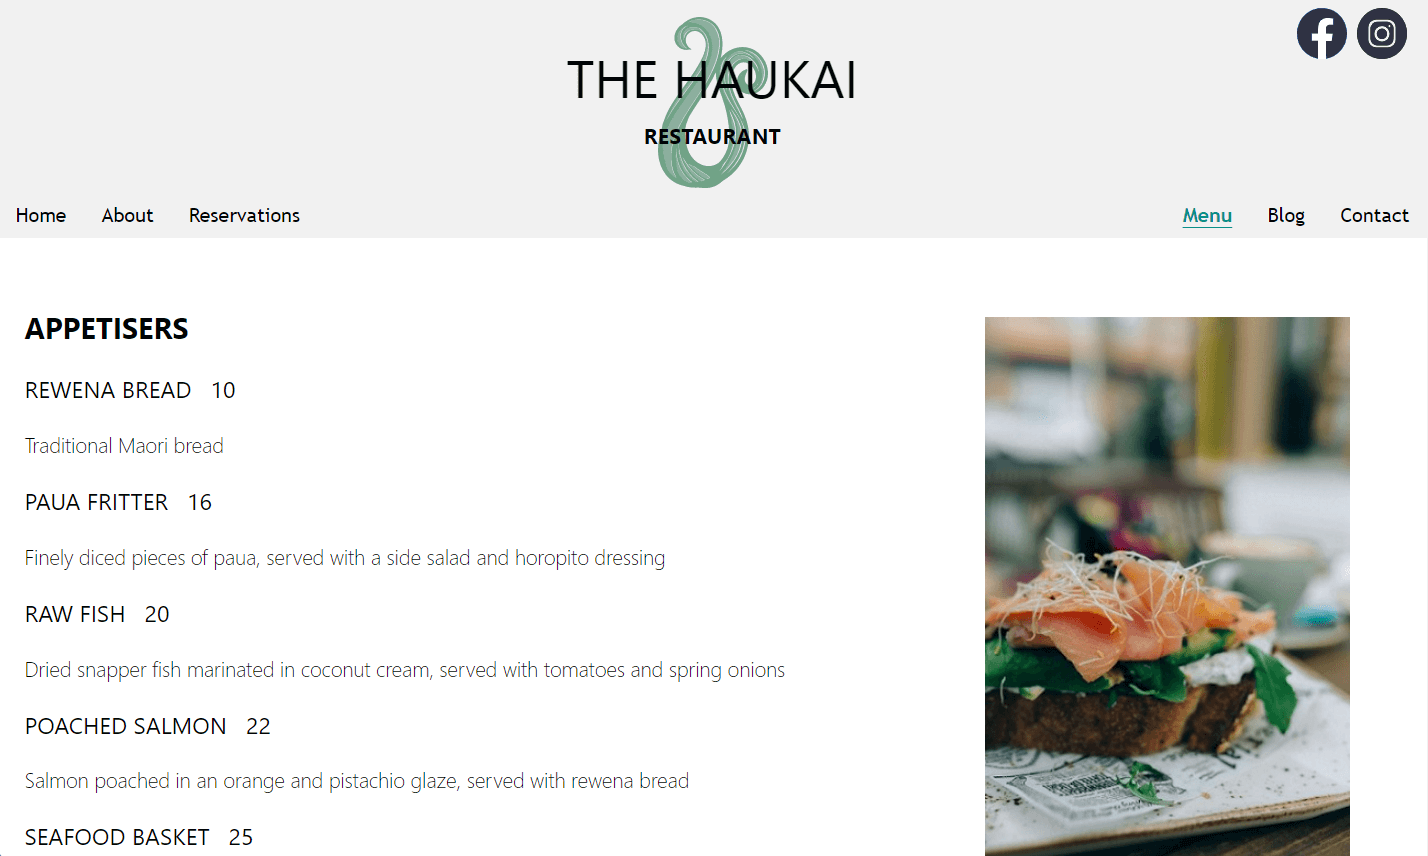 THE HAUKAI
RESTAURANT
Home About Reservations Menu Blog Contact
APPETISERS
REWENA BREAD 10
Traditional Maori bread
PAUA FRITTER 16
Finely diced pieces of paua, served with a side salad and horopito dressing
RAW FISH 20
Dried snapper fish marinated in coconut cream, served with tomatoes and spring onions
POACHED SALMON 22
Salmon poached in an orange and pistachio glaze, served with rewena bread
SEAFOOD BASKET 25